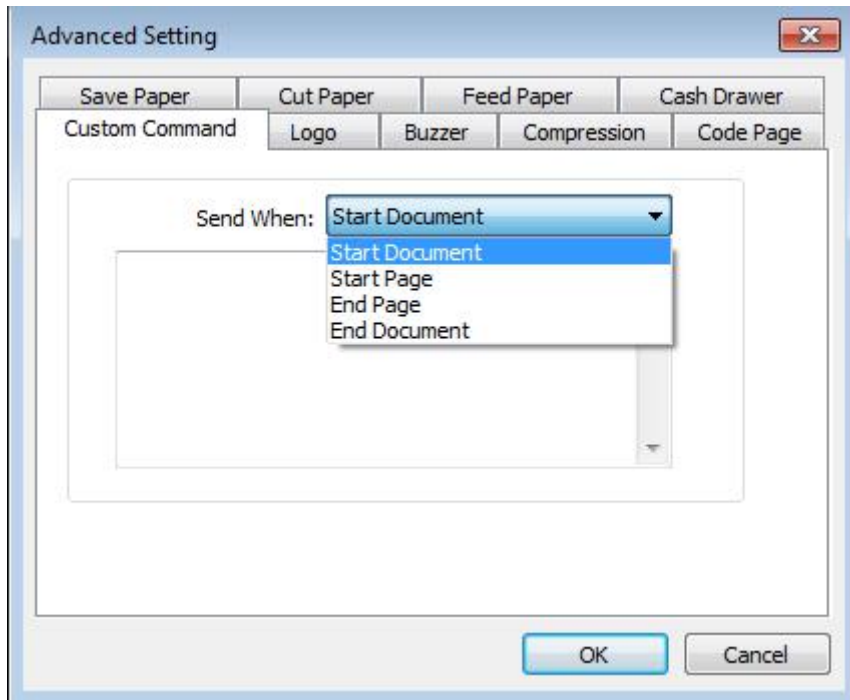 Advanced Setting
Save Paper Cut Paper Feed Paper Cash Drawer
Custom Command Logo Buzzer Compression Code Page
Send When: Start Document
Start Document
Start Page
End Page
End Document
OK Cancel